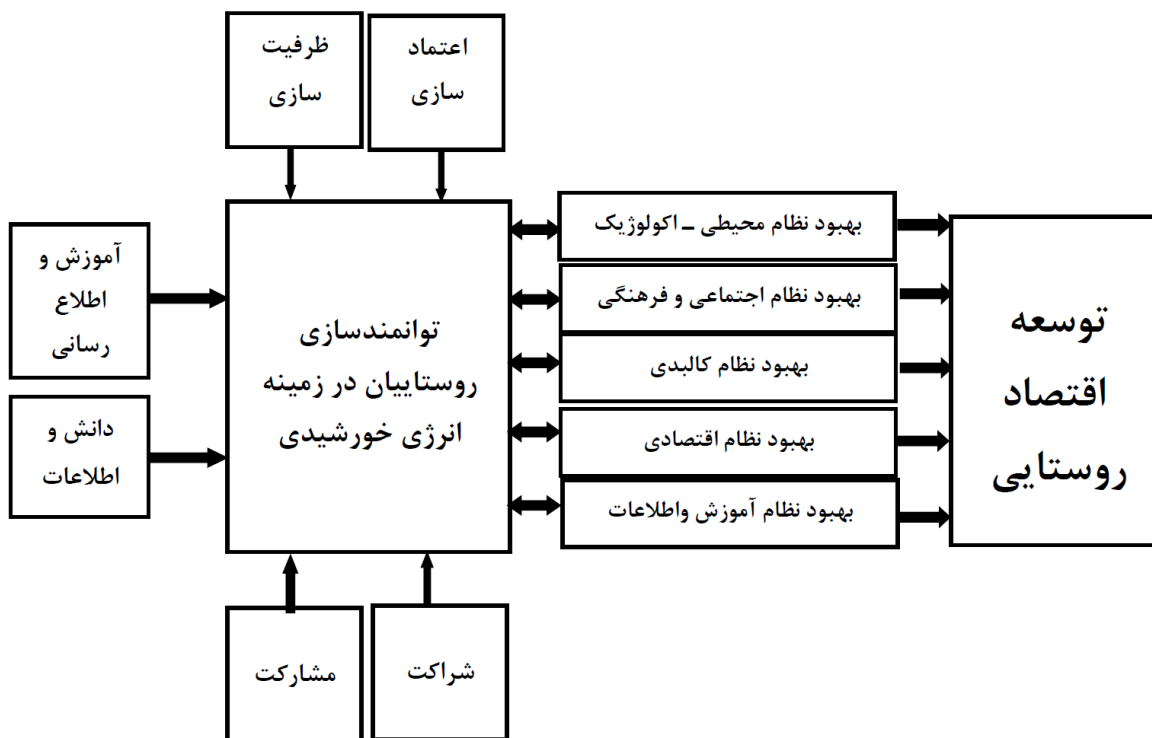 ظرفیت
سازی
اعتماد
سازی
آموزش و
اطلاع
رسانی
دانش و
اطلاعات
توانمندسازی
روستاییان در زمینه
انرژی خورشیدی
بهبود نظام محیطی ـ اکولوژیک
بهبود نظام اجتماعی و فرهنگی
بهبود نظام کالبدی
بهبود نظام اقتصادی
بهبود نظام آموزش واطلاعات
توسعه
اقتصاد
روستایی
مشارکت
شراکت